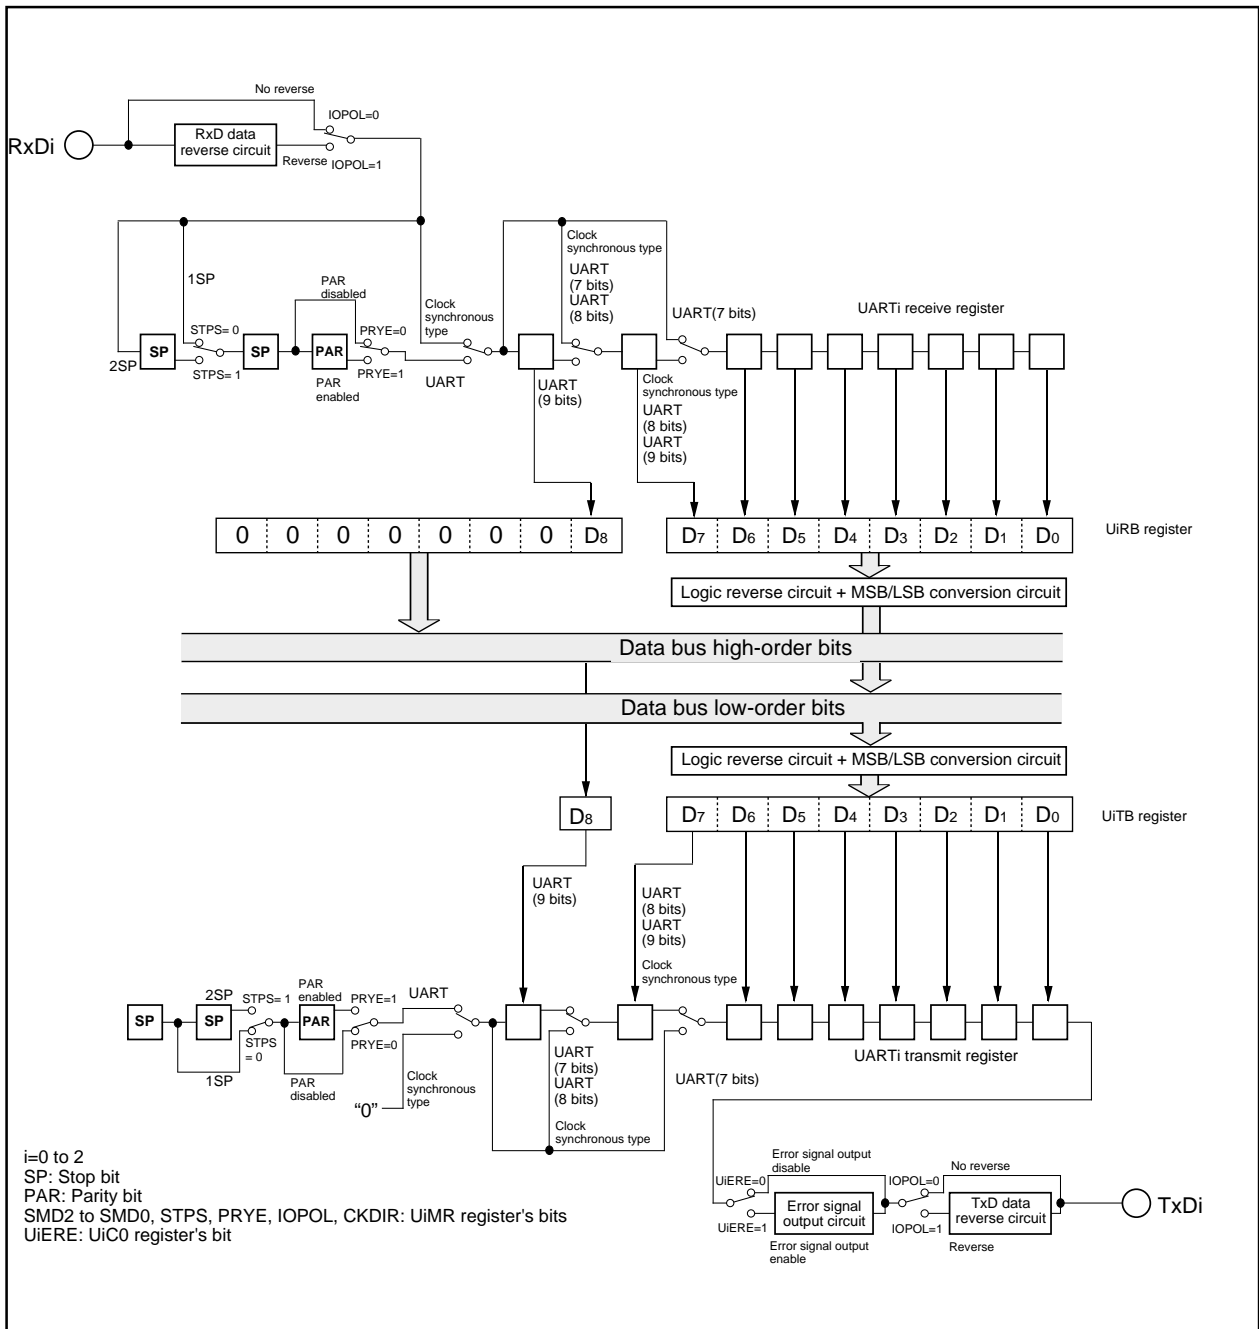 No reverse
IOPOL=0
RxDi
RxD data
reverse circuit
Reverse
IOPOL=1
Clock
synchronous type
1SP
PAR
disabled
UART
(7 bits)
UART
(8 bits)
Clock
synchronous
type
UART(7 bits)
UARTi receive register
STPS= 0
PRYE=0
2SP
SP
SP
PAR
STPS= 1
PRYE=1
PAR
enabled
UART
UART
(9 bits)
Clock
synchronous type
UART
(8 bits)
UART
(9 bits)
0 0 0 0 0 0 0 D8
D7 D6 D5 D4 D3 D2 D1 D0
UiRB register
Logic reverse circuit + MSB/LSB conversion circuit
Data bus high-order bits
Data bus low-order bits
Logic reverse circuit + MSB/LSB conversion circuit
D8
D7 D6 D5 D4 D3 D2 D1 D0
UiTB register
UART
(9 bits)
UART
(8 bits)
UART
(9 bits)
Clock
synchronous type
2SP
STPS= 1
PAR
enabled
PRYE=1
UART
SP
SP
PAR
STPS
= 0
PRYE=0
1SP
PAR
disabled
"0"
Clock
synchronous
type
UART
(7 bits)
UART
(8 bits)
Clock
synchronous type
UART(7 bits)
UARTi transmit register
i=0 to 2
SP: Stop bit
PAR: Parity bit
SMD2 to SMD0, STPS, PRYE, IOPOL, CKDIR: UiMR register's bits
UiERE: UiC0 register's bit
Error signal output
disable
UiERE=0
IOPOL=0
No reverse
Error signal
output circuit
TxD data
reverse circuit
TxDi
UiERE=1
IOPOL=1
Error signal output
enable
Reverse